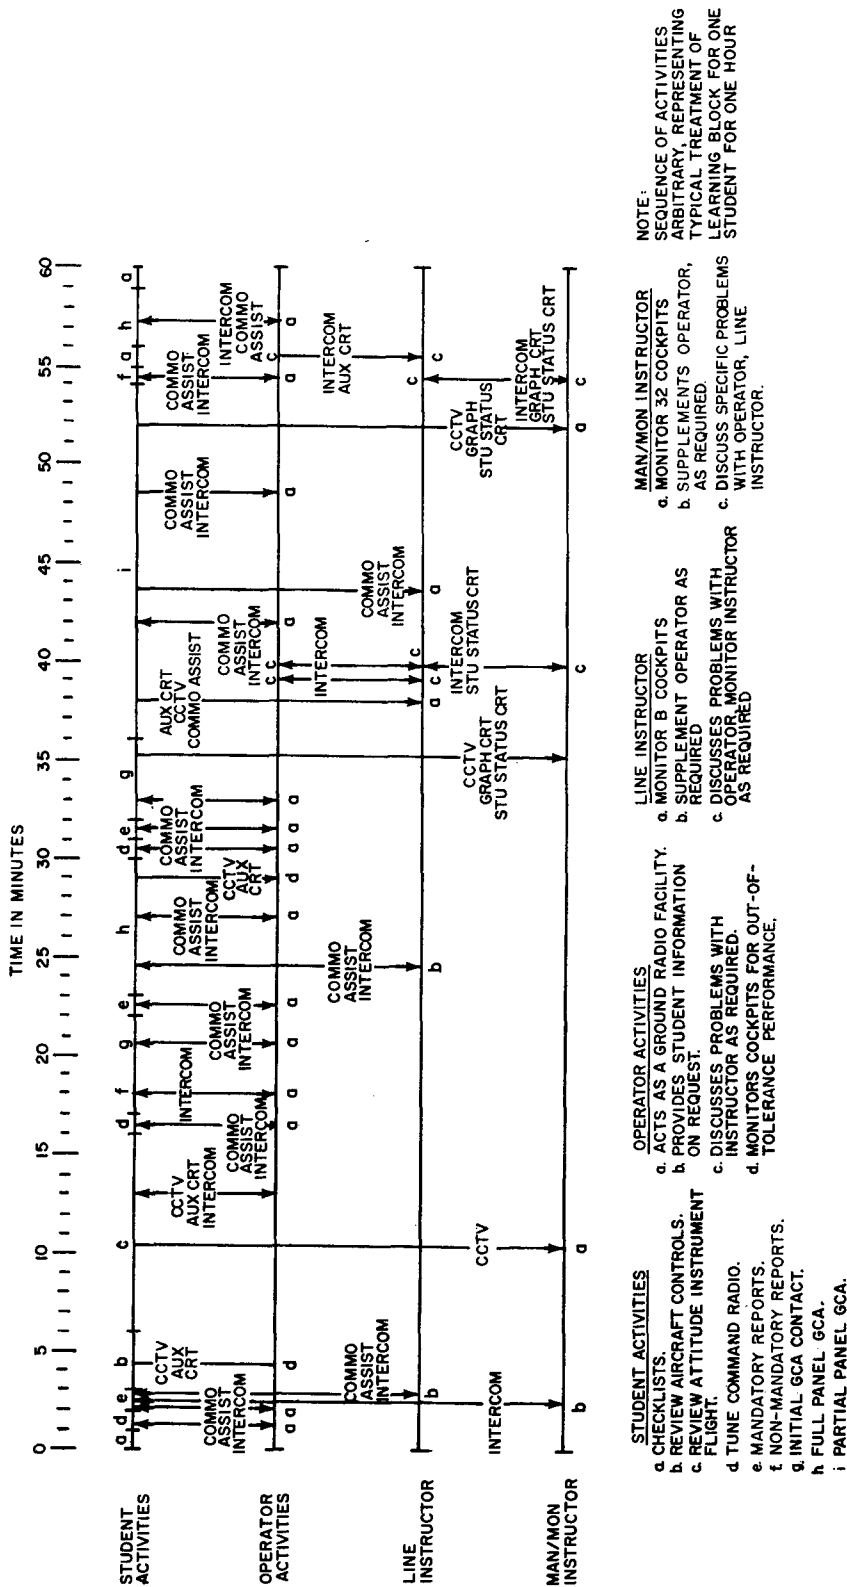 TIME IN MINUTES
0 5 10 15 20 25 30 35 40 45 50 55 60
STUDENT
ACTIVITIES
a d e b c d f g e h d e g i f a h a
COMMO
ASSIST
INTERCOM
CCTV
AUX
CRT
CCTV
AUX CRT
INTERCOM
COMMO
ASSIST
INTERCOM
INTERCOM
COMMO
ASSIST
INTERCOM
COMMO
ASSIST
INTERCOM
CCTV
AUX
CRT
COMMO
ASSIST
INTERCOM
AUX CRT
CCTV
COMMO ASSIST
COMMO
ASSIST
INTERCOM
COMMO
ASSIST
INTERCOM
COMMO
ASSIST
INTERCOM
INTERCOM
COMMO
ASSIST
OPERATOR
ACTIVITIES
a a d a a a a a d a a a c c a a a c a
COMMO
ASSIST
INTERCOM
COMMO
ASSIST
INTERCOM
INTERCOM
COMMO
ASSIST
INTERCOM
INTERCOM
AUX CRT
LINE
INSTRUCTOR
b b a c c a c c
INTERCOM
CCTV
CCTV
GRAPH CRT
STU STATUS CRT
INTERCOM
STU STATUS CRT
CCTV
GRAPH
STU STATUS
CRT
INTERCOM
GRAPH CRT
STU STATUS CRT
MAN/MON
INSTRUCTOR
b a c a c
STUDENT ACTIVITIES
a CHECKLISTS.
b. REVIEW AIRCRAFT CONTROLS.
c. REVIEW ATTITUDE INSTRUMENT
FLIGHT.
d TUNE COMMAND RADIO.
e. MANDATORY REPORTS.
f. NON-MANDATORY REPORTS.
g. INITIAL GCA CONTACT.
h FULL PANEL GCA.
i PARTIAL PANEL GCA.
OPERATOR ACTIVITIES
a. ACTS AS A GROUND RADIO FACILITY.
b. PROVIDES STUDENT INFORMATION
ON REQUEST.
c. DISCUSSES PROBLEMS WITH
INSTRUCTOR AS REQUIRED.
d. MONITORS COCKPITS FOR OUT-OF-
TOLERANCE PERFORMANCE.
LINE INSTRUCTOR
a. MONITOR B COCKPITS
b. SUPPLEMENT OPERATOR AS
REQUIRED
c. DISCUSSES PROBLEMS WITH
OPERATOR, MONITOR INSTRUCTOR
AS REQUIRED
MAN/MON INSTRUCTOR
a. MONITOR 32 COCKPITS
b. SUPPLEMENTS OPERATOR,
AS REQUIRED.
c. DISCUSS SPECIFIC PROBLEMS
WITH OPERATOR, LINE
INSTRUCTOR.
NOTE:
SEQUENCE OF ACTIVITIES
ARBITRARY, REPRESENTING
TYPICAL TREATMENT OF
LEARNING BLOCK FOR ONE
STUDENT FOR ONE HOUR